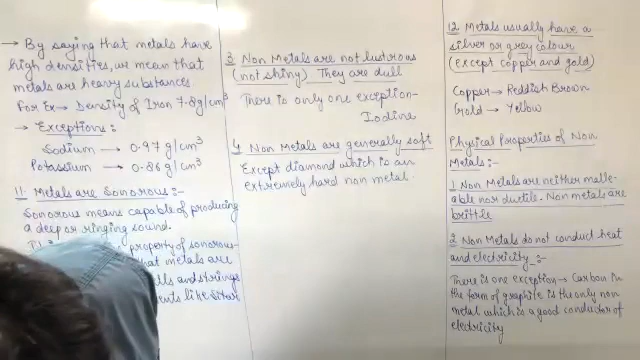 → By saying that metals have
high densities, we mean that
metals are heavy substances
For Ex → Density of Iron 7.8g/cm³
→ Exceptions:
Sodium → 0.97 g/cm³
Potassium → 0.86 g/cm³
11 Metals are Sonorous:-
Sonorous means capable of producing
a deep or ringing sound.
property of sonorous-
metals are
and strings
like Sitar
3 Non Metals are not lustrous
(not shiny) They are dull
There is only one exception-
Iodine
4 Non Metals are generally soft
Except diamond which is an
extremely hard non metal.
12 Metals usually have a
silver or grey colour
(except copper and gold)
Copper → Reddish Brown
Gold → Yellow
Physical Properties of Non
Metals:-
1 Non Metals are neither malle-
able nor ductile. Non metals are
brittle
2 Non Metals do not conduct heat
and electricity:-
There is one exception → Carbon in
the form of graphite is the only non
metal which is a good conductor of
electricity